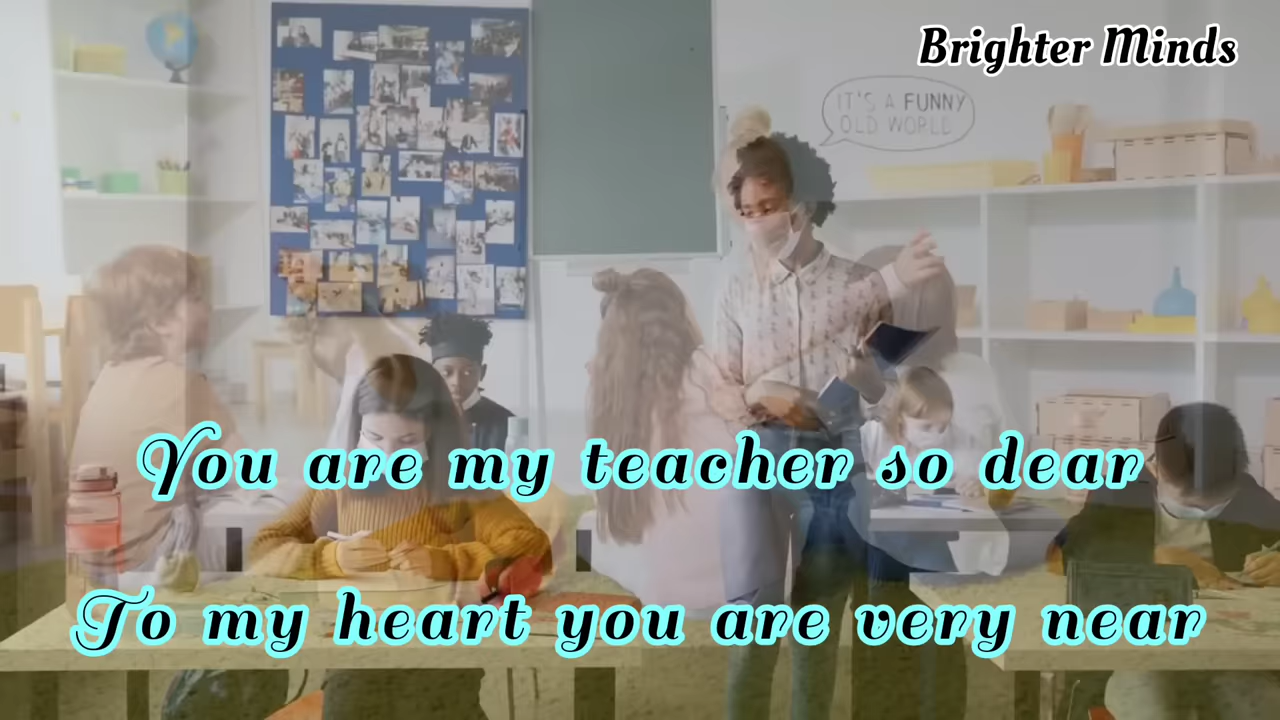 Brighter Minds
IT'S A FUNNY
OLD WORLD
You are my teacher so dear
To my heart you are very near